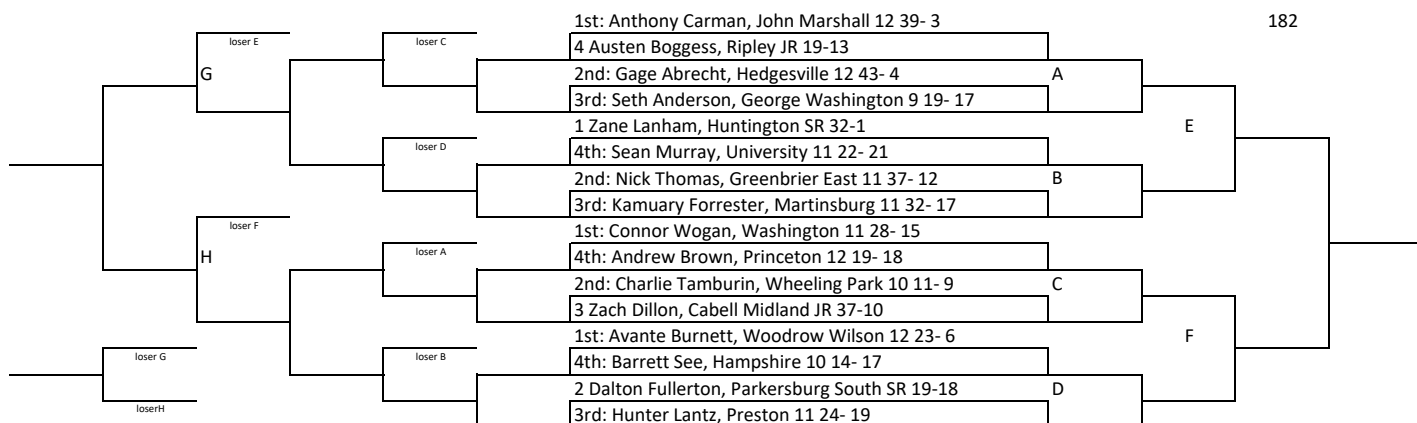 1st: Anthony Carman, John Marshall 12 39- 3
182
loser E
loser C
4 Austen Boggess, Ripley JR 19-13
G
2nd: Gage Abrecht, Hedgesville 12 43- 4
A
3rd: Seth Anderson, George Washington 9 19- 17
1 Zane Lanham, Huntington SR 32-1
E
loser D
4th: Sean Murray, University 11 22- 21
2nd: Nick Thomas, Greenbrier East 11 37- 12
B
3rd: Kamuary Forrester, Martinsburg 11 32- 17
loser F
1st: Connor Wogan, Washington 11 28- 15
H
loser A
4th: Andrew Brown, Princeton 12 19- 18
2nd: Charlie Tamburin, Wheeling Park 10 11- 9
C
3 Zach Dillon, Cabell Midland JR 37-10
1st: Avante Burnett, Woodrow Wilson 12 23- 6
F
loser G
loser B
4th: Barrett See, Hampshire 10 14- 17
2 Dalton Fullerton, Parkersburg South SR 19-18
D
loserH
3rd: Hunter Lantz, Preston 11 24- 19